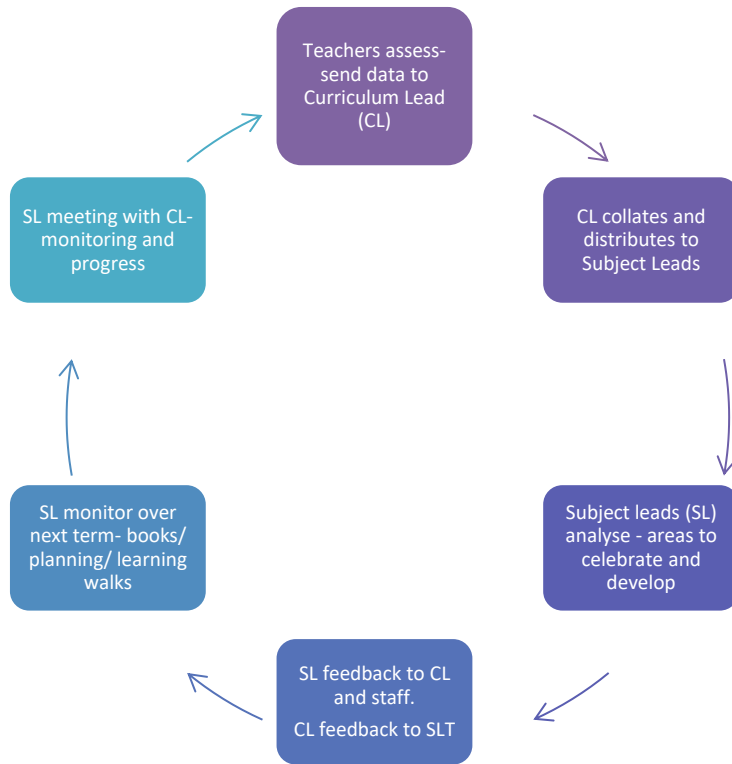 Teachers assess-
send data to
Curriculum Lead
(CL)
CL collates and
distributes to
Subject Leads
Subject leads (SL)
analyse - areas to
celebrate and
develop
SL feedback to CL
and staff.
CL feedback to SLT
SL monitor over
next term- books/
planning/ learning
walks
SL meeting with CL-
monitoring and
progress